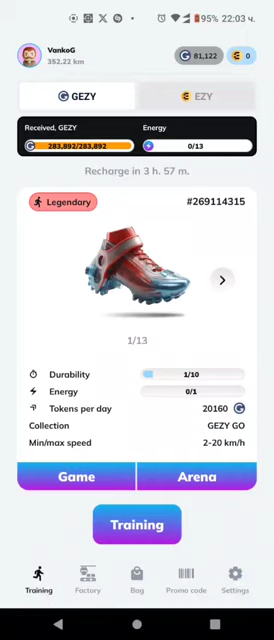 95% 22:03 ч.
VankoG
352.22 km
81,122
0
GEZY
EZY
Received, GEZY
Energy
283,892/283,892
0/13
Recharge in 3 h. 57 m.
Legendary
#269114315
1/13
Durability
1/10
Energy
0/1
Tokens per day
20160
Collection
GEZY GO
Min/max speed
2-20 km/h
Game
Arena
Training
Training
Factory
Bag
Promo code
Settings